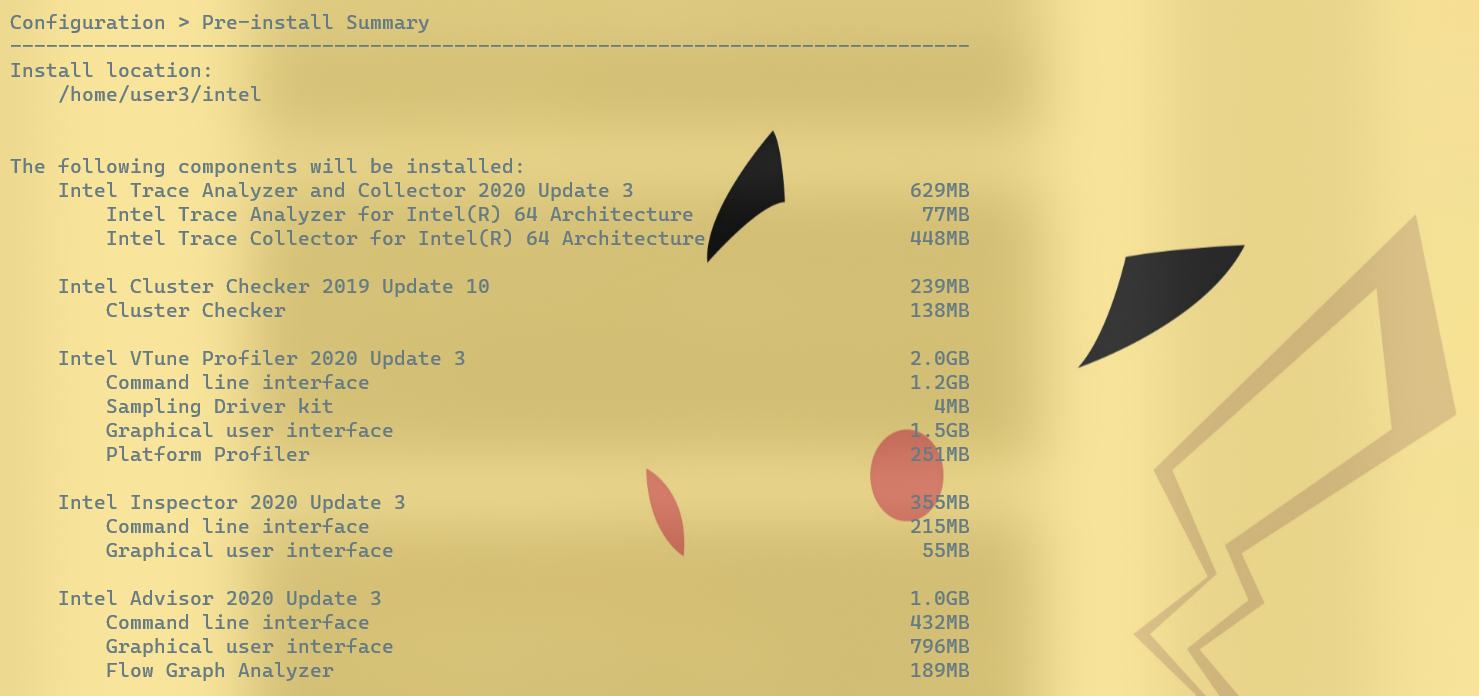 Configuration > Pre-install Summary
--------------------------------------------------------------------------------
Install location:
    /home/user3/intel

The following components will be installed:
    Intel Trace Analyzer and Collector 2020 Update 3                       629MB
        Intel Trace Analyzer for Intel(R) 64 Architecture                   77MB
        Intel Trace Collector for Intel(R) 64 Architecture                 448MB

    Intel Cluster Checker 2019 Update 10                                   239MB
        Cluster Checker                                                    138MB

    Intel VTune Profiler 2020 Update 3                                     2.0GB
        Command line interface                                             1.2GB
        Sampling Driver kit                                                  4MB
        Graphical user interface                                           1.5GB
        Platform Profiler                                                  251MB

    Intel Inspector 2020 Update 3                                          355MB
        Command line interface                                             215MB
        Graphical user interface                                            55MB

    Intel Advisor 2020 Update 3                                            1.0GB
        Command line interface                                             432MB
        Graphical user interface                                           796MB
        Flow Graph Analyzer                                                189MB